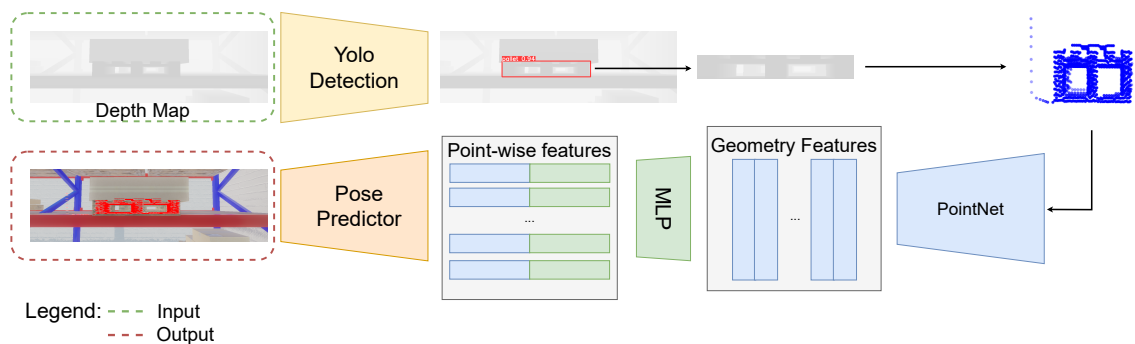 Yolo
Detection
Depth Map
Point-wise features
...
Geometry Features
...
MLP
PointNet
Pose
Predictor
Legend:
Input
Output